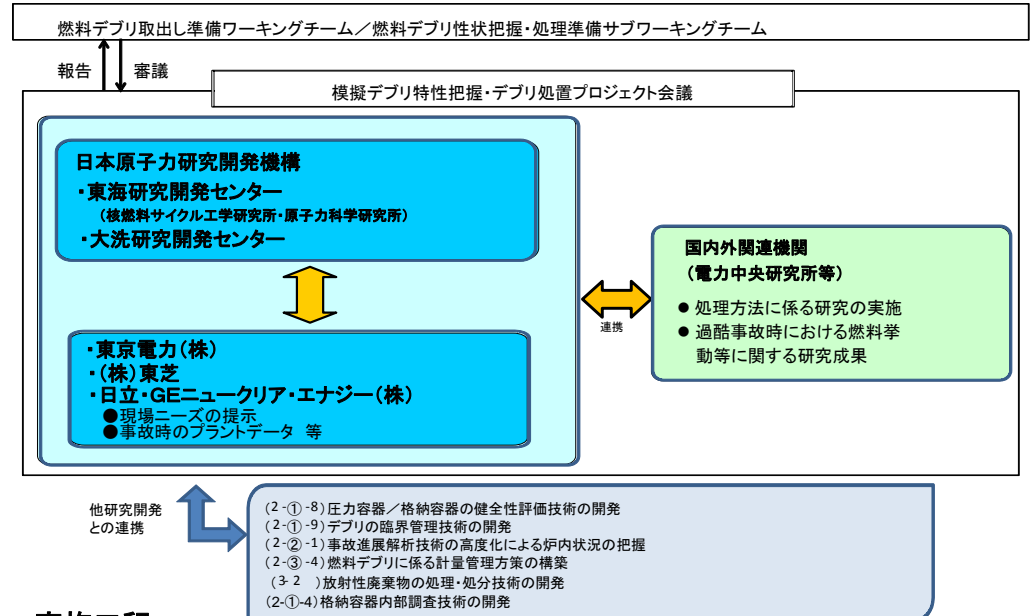 燃料デブリ取出し準備ワーキングチーム／燃料デブリ性状把握・処理準備サブワーキングチーム
報告
審議
模擬デブリ特性把握・デブリ処置プロジェクト会議
日本原子力研究開発機構
・東海研究開発センター
（核燃料サイクル工学研究所・原子力科学研究所）
・大洗研究開発センター
・東京電力（株）
・（株）東芝
・日立・GEニュークリア・エナジー（株）
●現場ニーズの提示
●事故時のプラントデータ 等
連携
国内外関連機関
（電力中央研究所等）
● 処理方法に係る研究の実施
● 過酷事故時における燃料挙
動等に関する研究成果
他研究開発
との連携
（2-①-8）圧力容器／格納容器の健全性評価技術の開発
（2-①-9）デブリの臨界管理技術の開発
（2-②-1）事故進展解析技術の高度化による炉内状況の把握
（2-③-4）燃料デブリに係る計量管理方策の構築
（3-2 ）放射性廃棄物の処理・処分技術の開発
（2-①-4）格納容器内部調査技術の開発